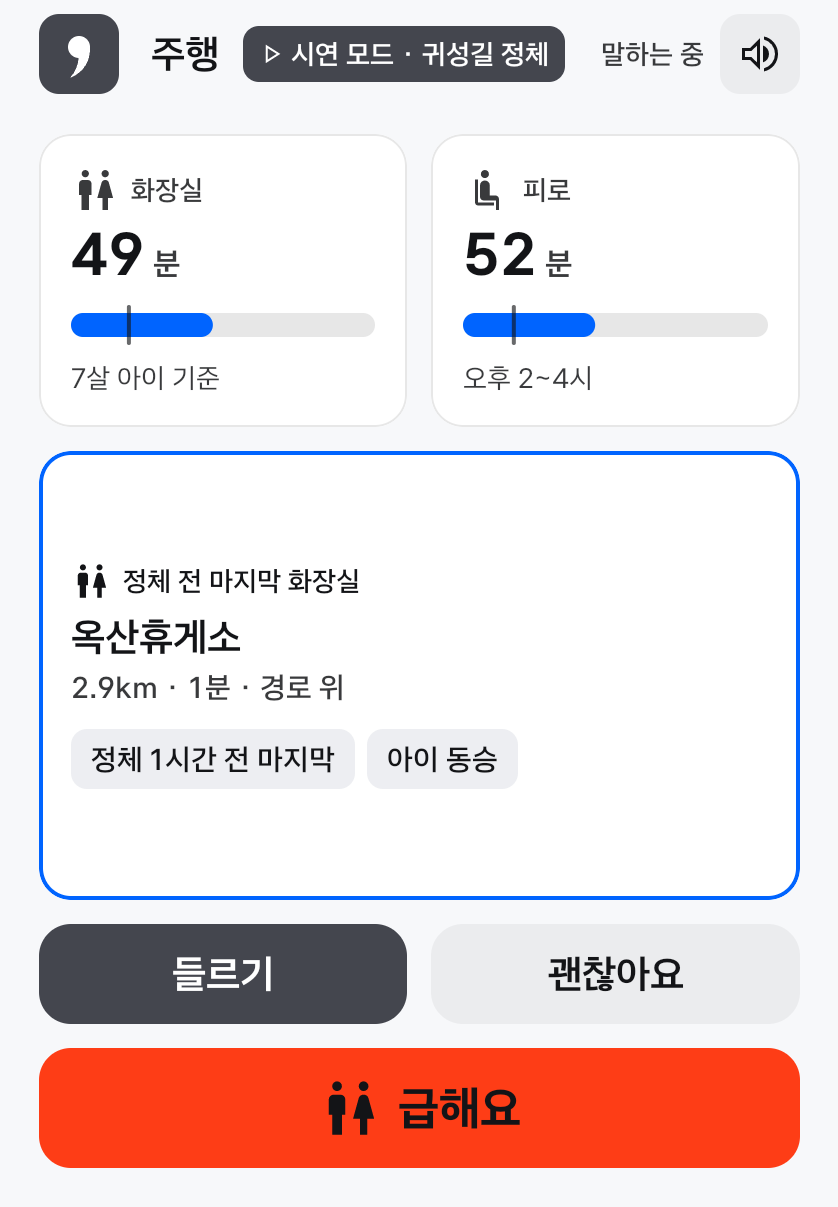 주행
시연 모드 · 귀성길 정체
말하는 중
화장실
49 분
7살 아이 기준
피로
52 분
오후 2~4시
정체 전 마지막 화장실
옥산휴게소
2.9km · 1분 · 경로 위
정체 1시간 전 마지막
아이 동승
들르기
괜찮아요
급해요